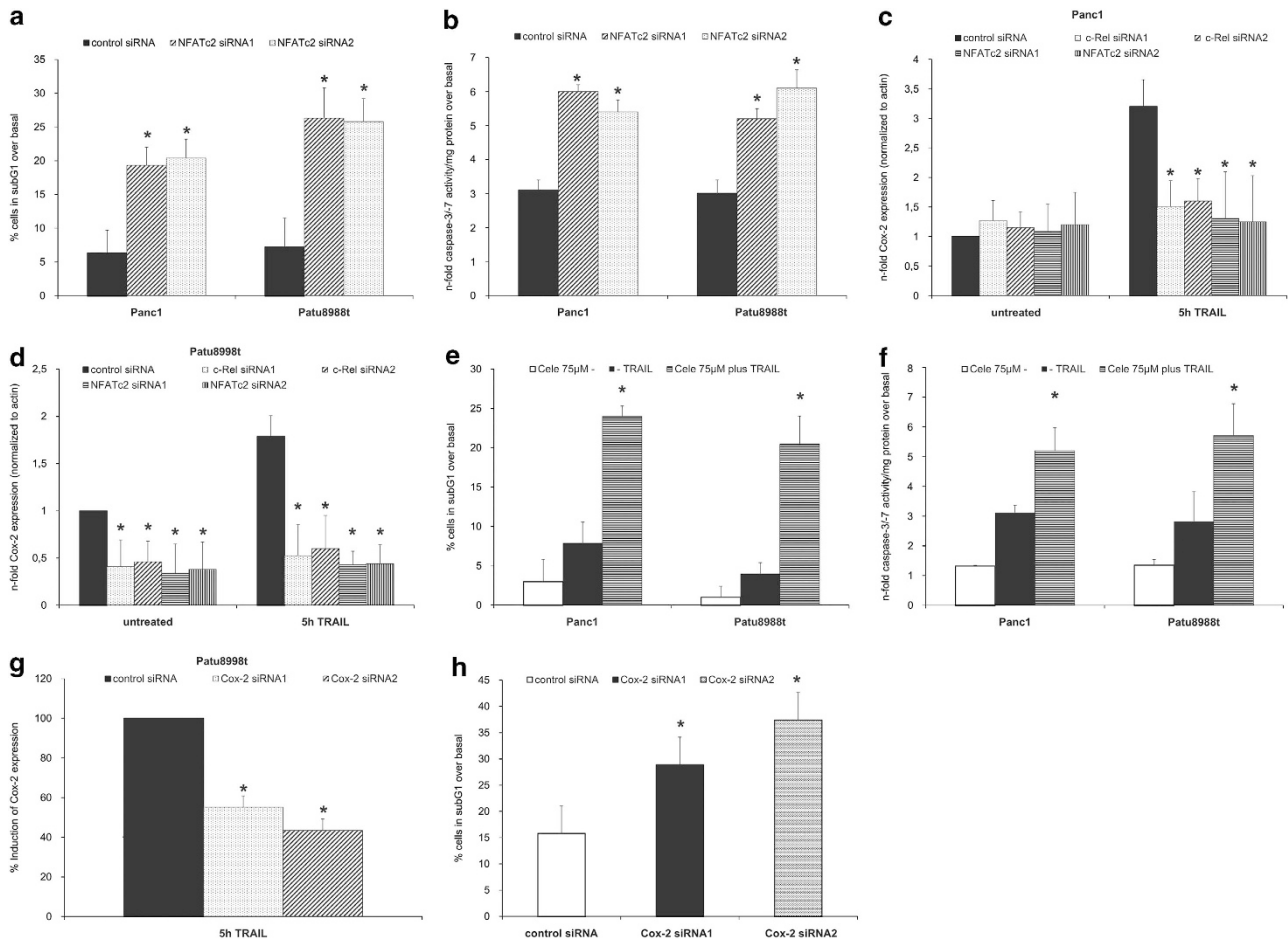 a
control siRNA NFATc2 siRNA1 NFATc2 siRNA2
% cells in subG1 over basal
40
35
30
25
20
15
10
5
0
* * * *
Panc1 Patu8988t
b
control siRNA NFATc2 siRNA1 NFATc2 siRNA2
n-fold caspase-3/-7 activity/mg protein over basal
7
6
5
4
3
2
1
0
* * * *
Panc1 Patu8988t
c
Panc1
control siRNA c-Rel siRNA1 c-Rel siRNA2
NFATc2 siRNA1 NFATc2 siRNA2
n-fold Cox-2 expression (normalized to actin)
4
3,5
3
2,5
2
1,5
1
0,5
0
* * * *
untreated 5h TRAIL
d
Patu8998t
control siRNA c-Rel siRNA1 c-Rel siRNA2
NFATc2 siRNA1 NFATc2 siRNA2
n-fold Cox-2 expression (normalized to actin)
2,5
2
1,5
1
0,5
0
* * * * * * * *
untreated 5h TRAIL
e
Cele 75µM - - TRAIL Cele 75µM plus TRAIL
% cells in subG1 over basal
30
25
20
15
10
5
0
* *
Panc1 Patu8988t
f
Cele 75µM - - TRAIL Cele 75µM plus TRAIL
n-fold caspase-3/-7 activity/mg protein over basal
8
7
6
5
4
3
2
1
0
* *
Panc1 Patu8988t
g
Patu8998t
control siRNA Cox-2 siRNA1 Cox-2 siRNA2
% Induction of Cox-2 expression
120
100
80
60
40
20
0
* *
5h TRAIL
h
control siRNA Cox-2 siRNA1 Cox-2 siRNA2
% cells in subG1 over basal
45
40
35
30
25
20
15
10
5
0
* *
control siRNA Cox-2 siRNA1 Cox-2 siRNA2